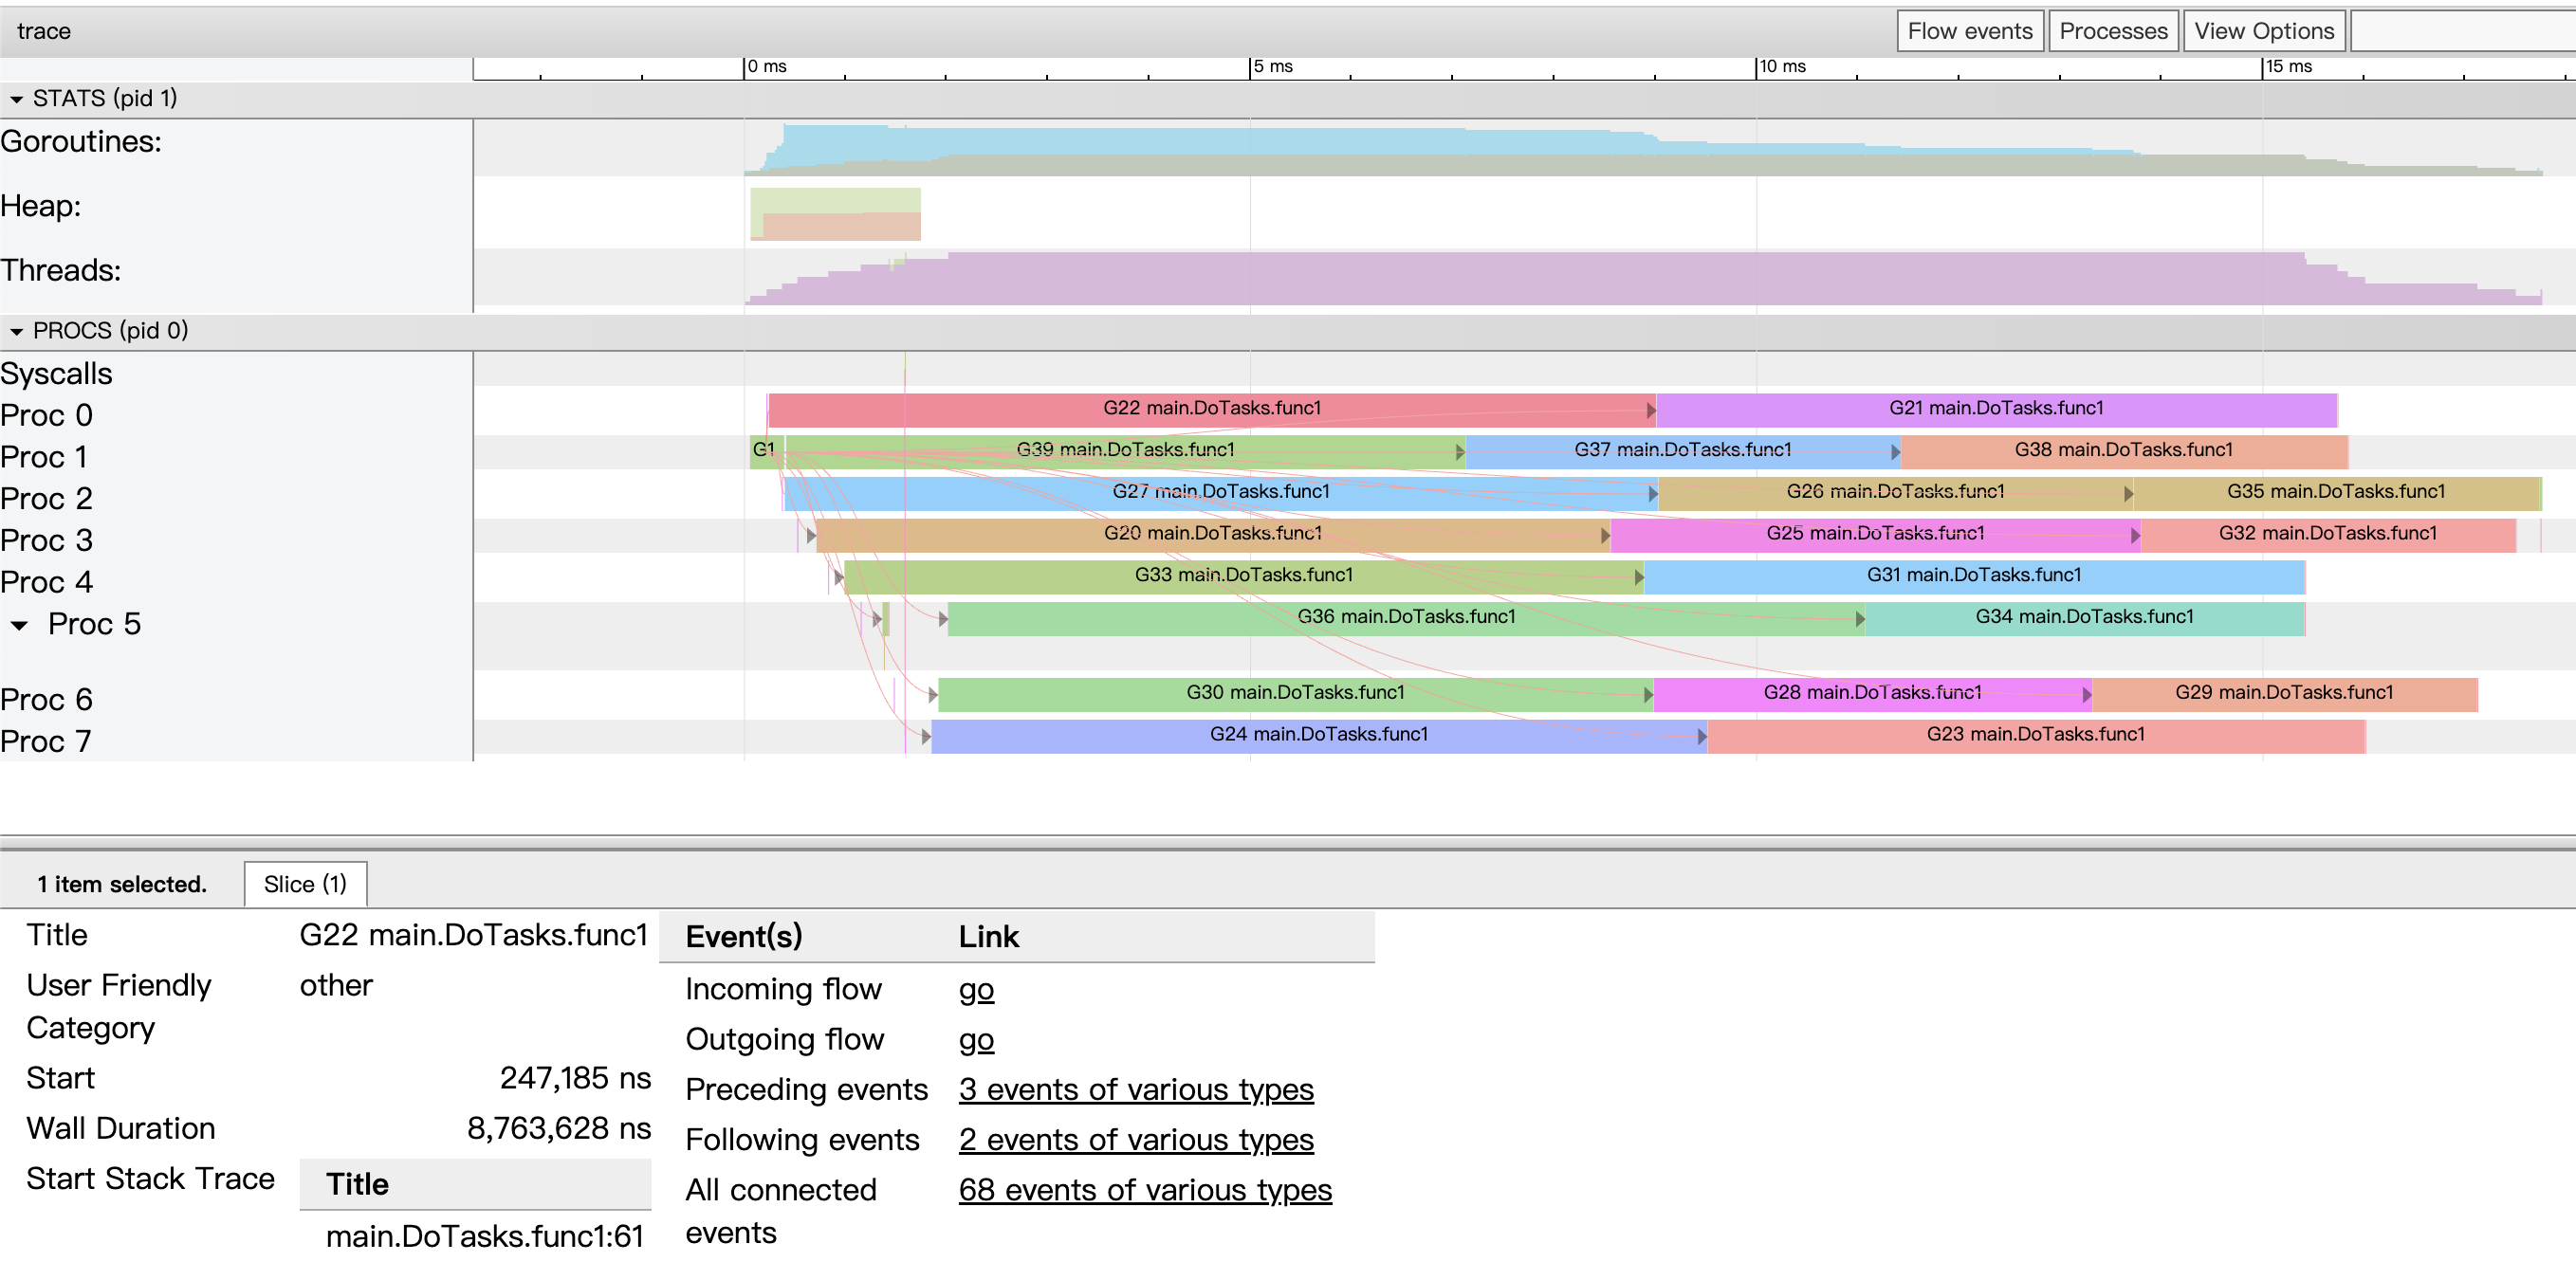 trace
Flow events Processes View Options
0 ms 5 ms 10 ms 15 ms
STATS (pid 1)
Goroutines:
Heap:
Threads:
PROCS (pid 0)
Syscalls
Proc 0 G22 main.DoTasks.func1 G21 main.DoTasks.func1
Proc 1 G1 G39 main.DoTasks.func1 G37 main.DoTasks.func1 G38 main.DoTasks.func1
Proc 2 G27 main.DoTasks.func1 G26 main.DoTasks.func1 G35 main.DoTasks.func1
Proc 3 G20 main.DoTasks.func1 G25 main.DoTasks.func1 G32 main.DoTasks.func1
Proc 4 G33 main.DoTasks.func1 G31 main.DoTasks.func1
Proc 5 G36 main.DoTasks.func1 G34 main.DoTasks.func1
Proc 6 G30 main.DoTasks.func1 G28 main.DoTasks.func1 G29 main.DoTasks.func1
Proc 7 G24 main.DoTasks.func1 G23 main.DoTasks.func1
1 item selected. Slice (1)
Title G22 main.DoTasks.func1
User Friendly other
Category
Start 247,185 ns
Wall Duration 8,763,628 ns
Start Stack Trace Title
main.DoTasks.func1:61
Event(s) Link
Incoming flow go
Outgoing flow go
Preceding events 3 events of various types
Following events 2 events of various types
All connected 68 events of various types
events